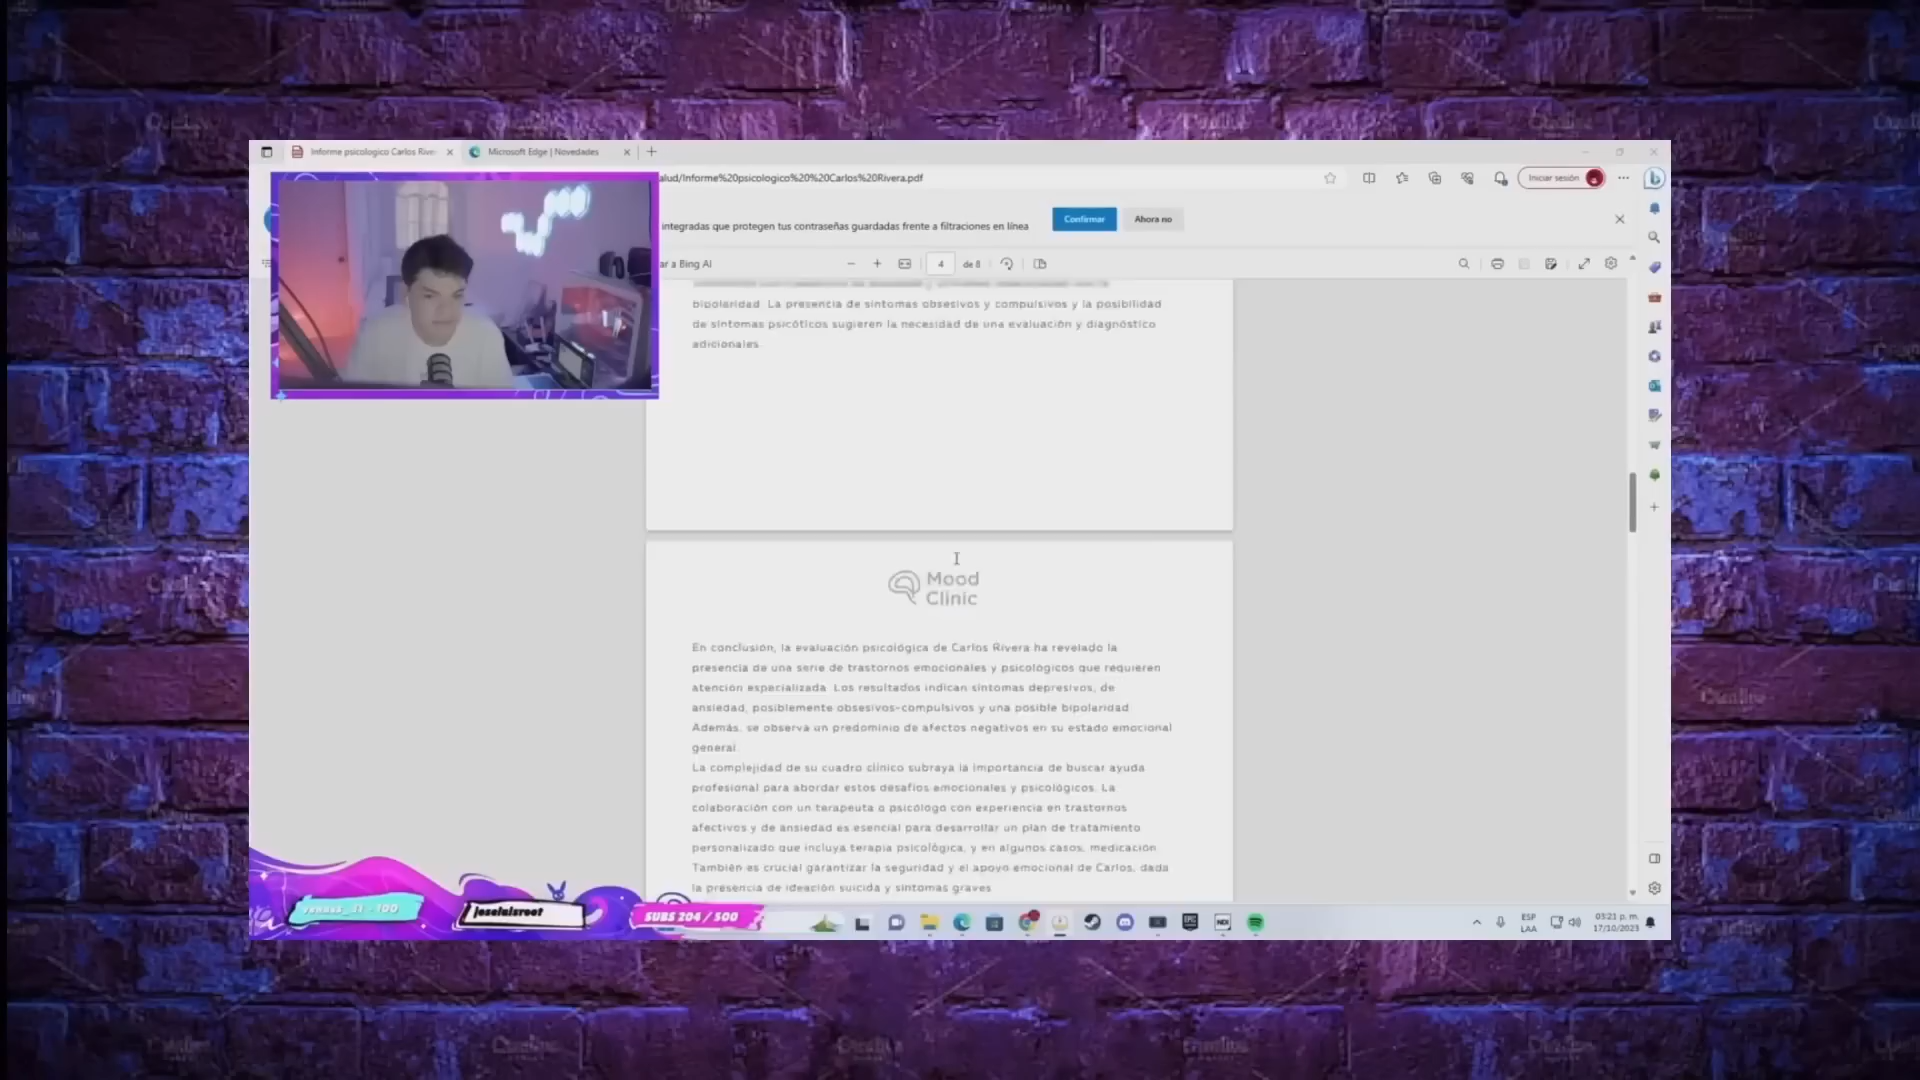 Informe psicologico Carlos Rive
Microsoft Edge | Novedades
alud/Informe%20psicologico%20%20Carlos%20Rivera.pdf
Iniciar sesión
integradas que protegen tus contraseñas guardadas frente a filtraciones en línea
Confirmar
Ahora no
ar a Bing AI
4
de 8
bipolaridad. La presencia de síntomas obsesivos y compulsivos y la posibilidad
de síntomas psicóticos sugieren la necesidad de una evaluación y diagnóstico
adicionales.
Mood
Clinic
En conclusión, la evaluación psicológica de Carlos Rivera ha revelado la
presencia de una serie de trastornos emocionales y psicológicos que requieren
atención especializada. Los resultados indican síntomas depresivos, de
ansiedad, posiblemente obsesivos-compulsivos y una posible bipolaridad.
Además, se observa un predominio de afectos negativos en su estado emocional
general.
La complejidad de su cuadro clínico subraya la importancia de buscar ayuda
profesional para abordar estos desafíos emocionales y psicológicos. La
colaboración con un terapeuta o psicólogo con experiencia en trastornos
afectivos y de ansiedad es esencial para desarrollar un plan de tratamiento
personalizado que incluya terapia psicológica, y en algunos casos, medicación.
También es crucial garantizar la seguridad y el apoyo emocional de Carlos, dada
la presencia de ideación suicida y síntomas graves
joseluisroot
SUBS 204 / 500
ESP
LAA
03:21 p. m.
17/10/2023